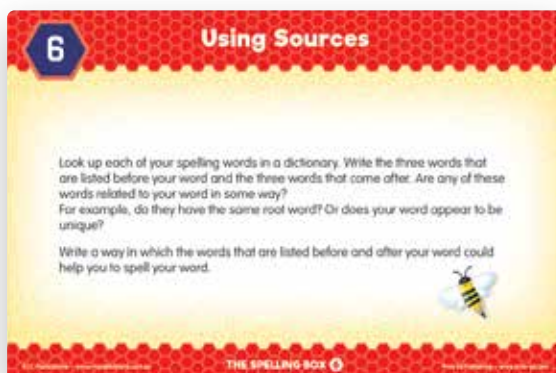 6
Using Sources
Look up each of your spelling words in a dictionary. Write the three words that
are listed before your word and the three words that come after. Are any of these
words related to your word in some way?
For example, do they have the same root word? Or does your word appear to be
unique?
Write a way in which the words that are listed before and after your word could
help you to spell your word.
THE SPELLING BOX 6